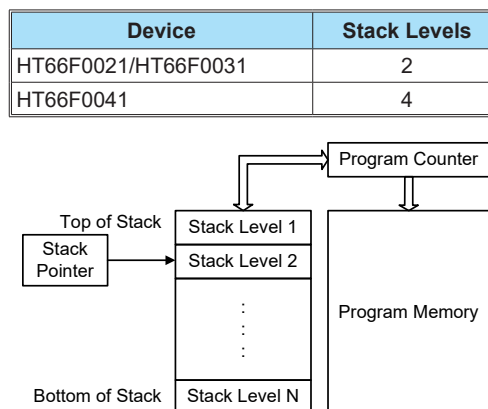 Device Stack Levels
HT66F0021/HT66F0031 2
HT66F0041 4
Program Counter
Top of Stack Stack Level 1
Stack Pointer
Stack Level 2
:
:
:
Program Memory
Bottom of Stack Stack Level N